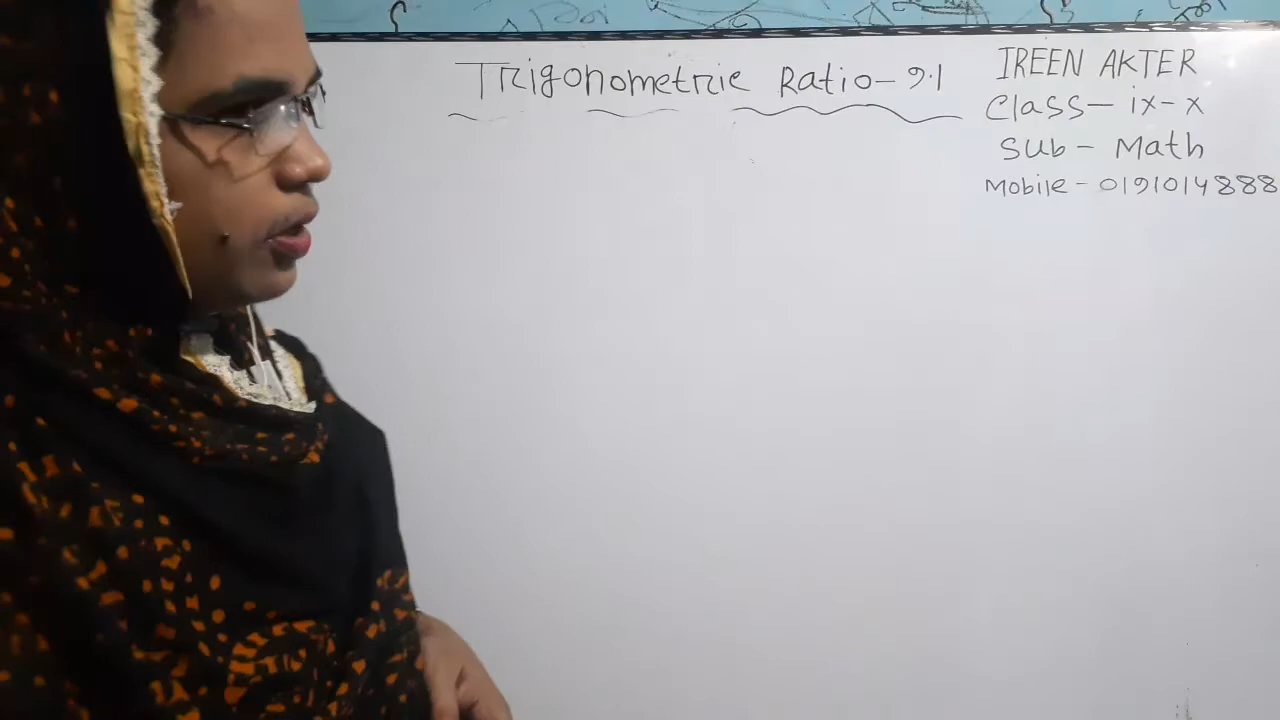 Trigonometric Ratio-9.1
IREEN AKTER
Class- ix-x
Sub- Math
Mobile-0191014888